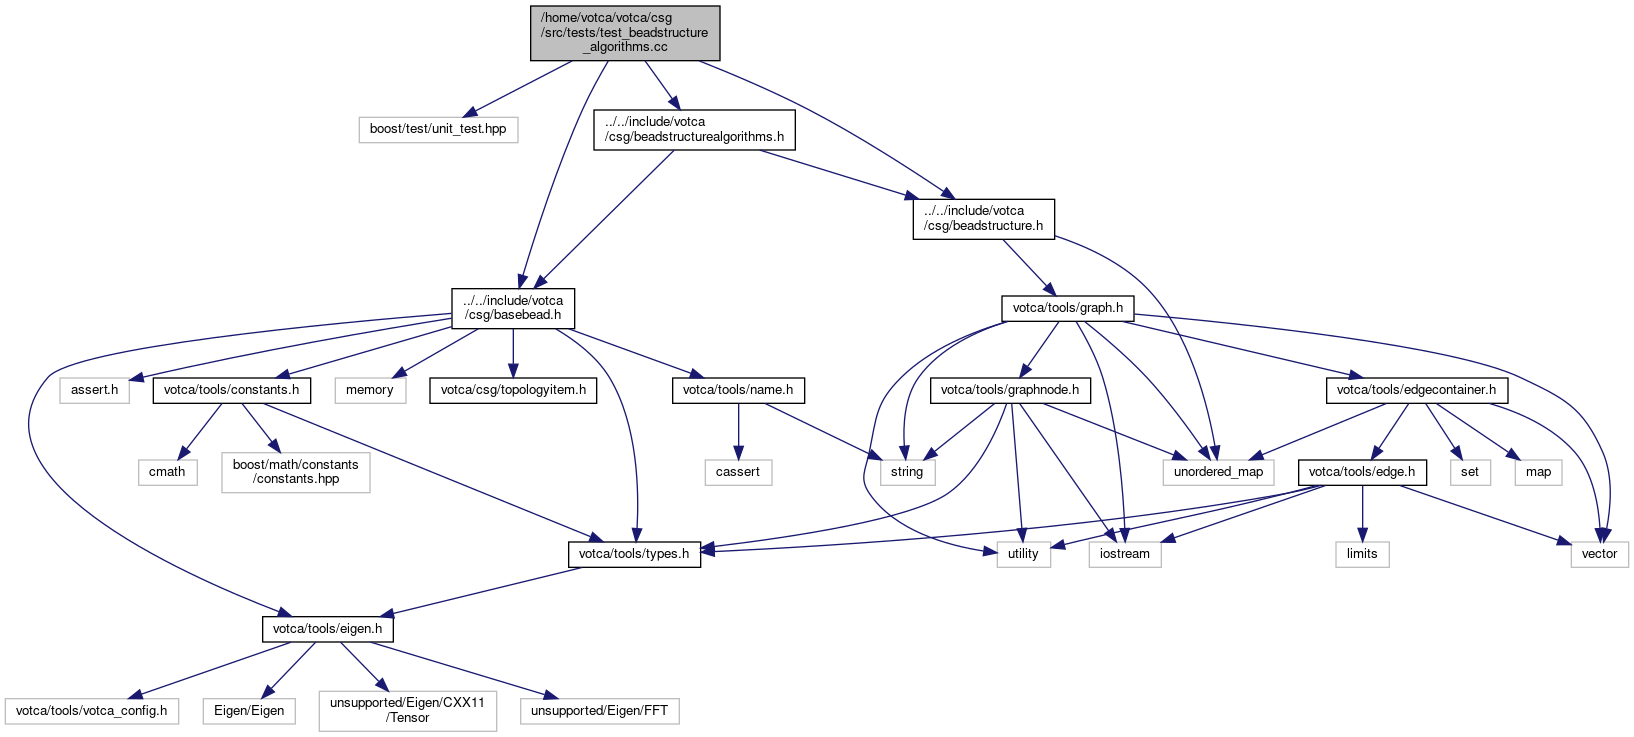 /home/votca/votca/csg
/src/tests/test_beadstructure
_algorithms.cc
boost/test/unit_test.hpp
../../include/votca
/csg/beadstructurealgorithms.h
../../include/votca
/csg/beadstructure.h
../../include/votca
/csg/basebead.h
votca/tools/graph.h
assert.h
votca/tools/constants.h
memory
votca/csg/topologyitem.h
votca/tools/name.h
votca/tools/graphnode.h
votca/tools/edgecontainer.h
cmath
boost/math/constants
/constants.hpp
cassert
string
unordered_map
votca/tools/edge.h
set
map
votca/tools/types.h
utility
iostream
limits
vector
votca/tools/eigen.h
votca/tools/votca_config.h
Eigen/Eigen
unsupported/Eigen/CXX11
/Tensor
unsupported/Eigen/FFT